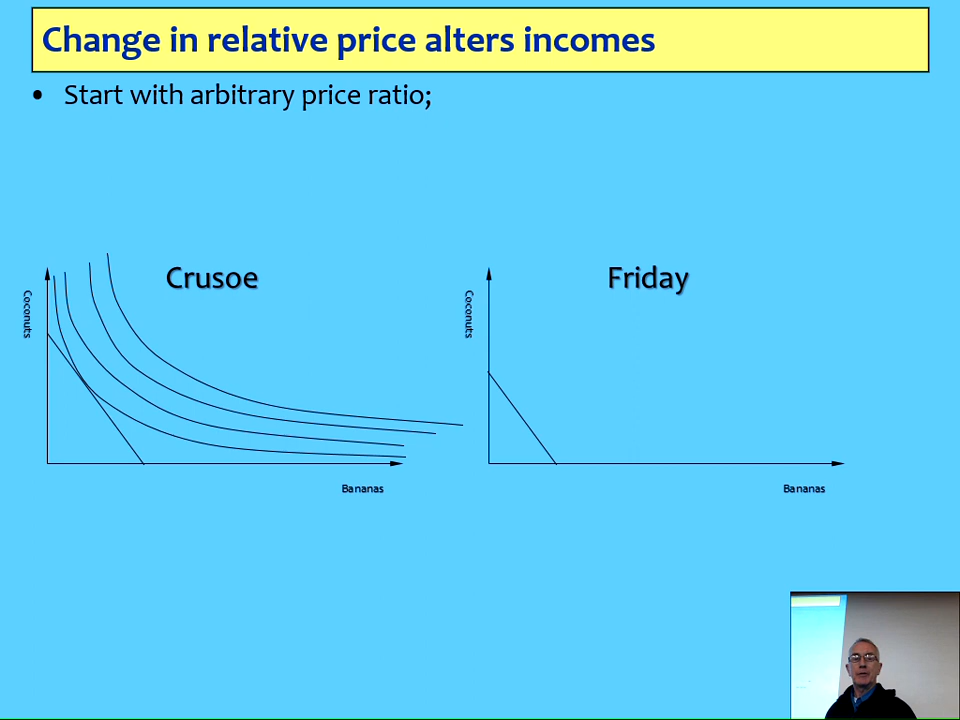 Change in relative price alters incomes
• Start with arbitrary price ratio;
Crusoe
Friday
Coconuts
Coconuts
Bananas
Bananas